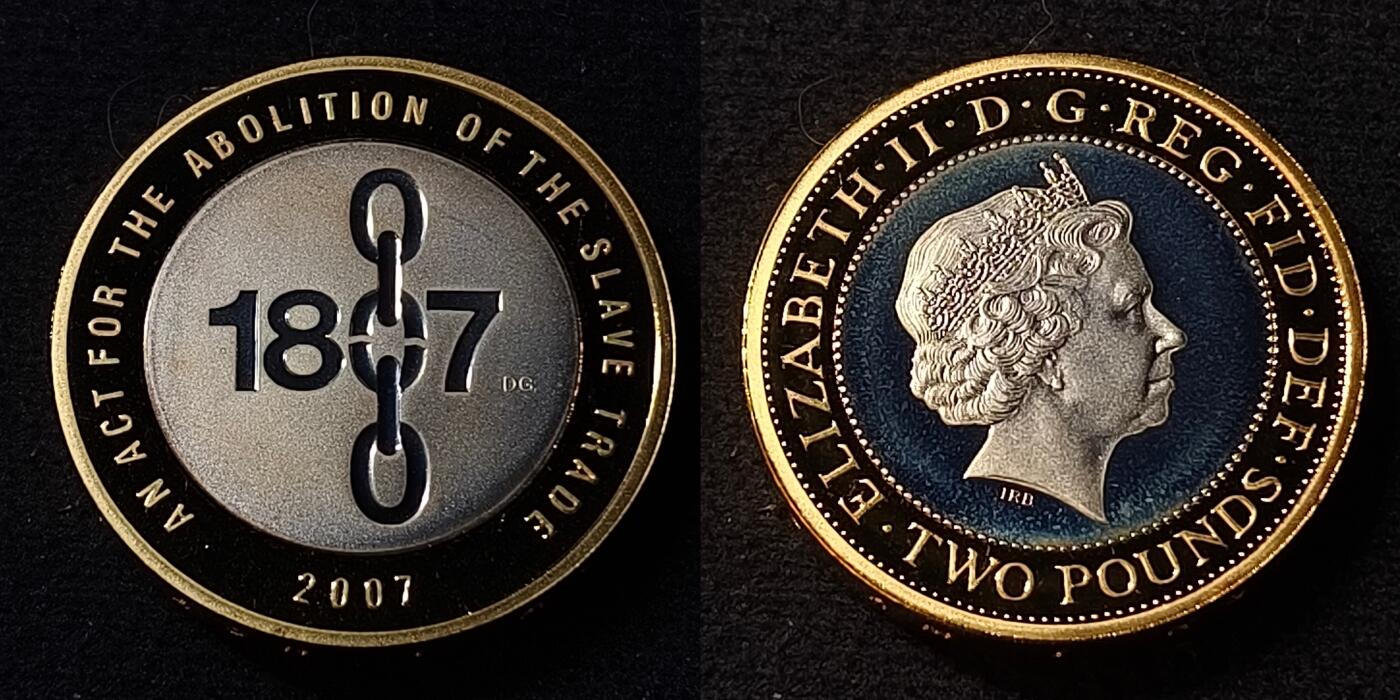 AN ACT FOR THE ABOLITION OF THE SLAVE TRADE
1807
DG
2007
ELIZABETH·II·D·G·REG·FID·DEF·
TWO POUNDS
IRB